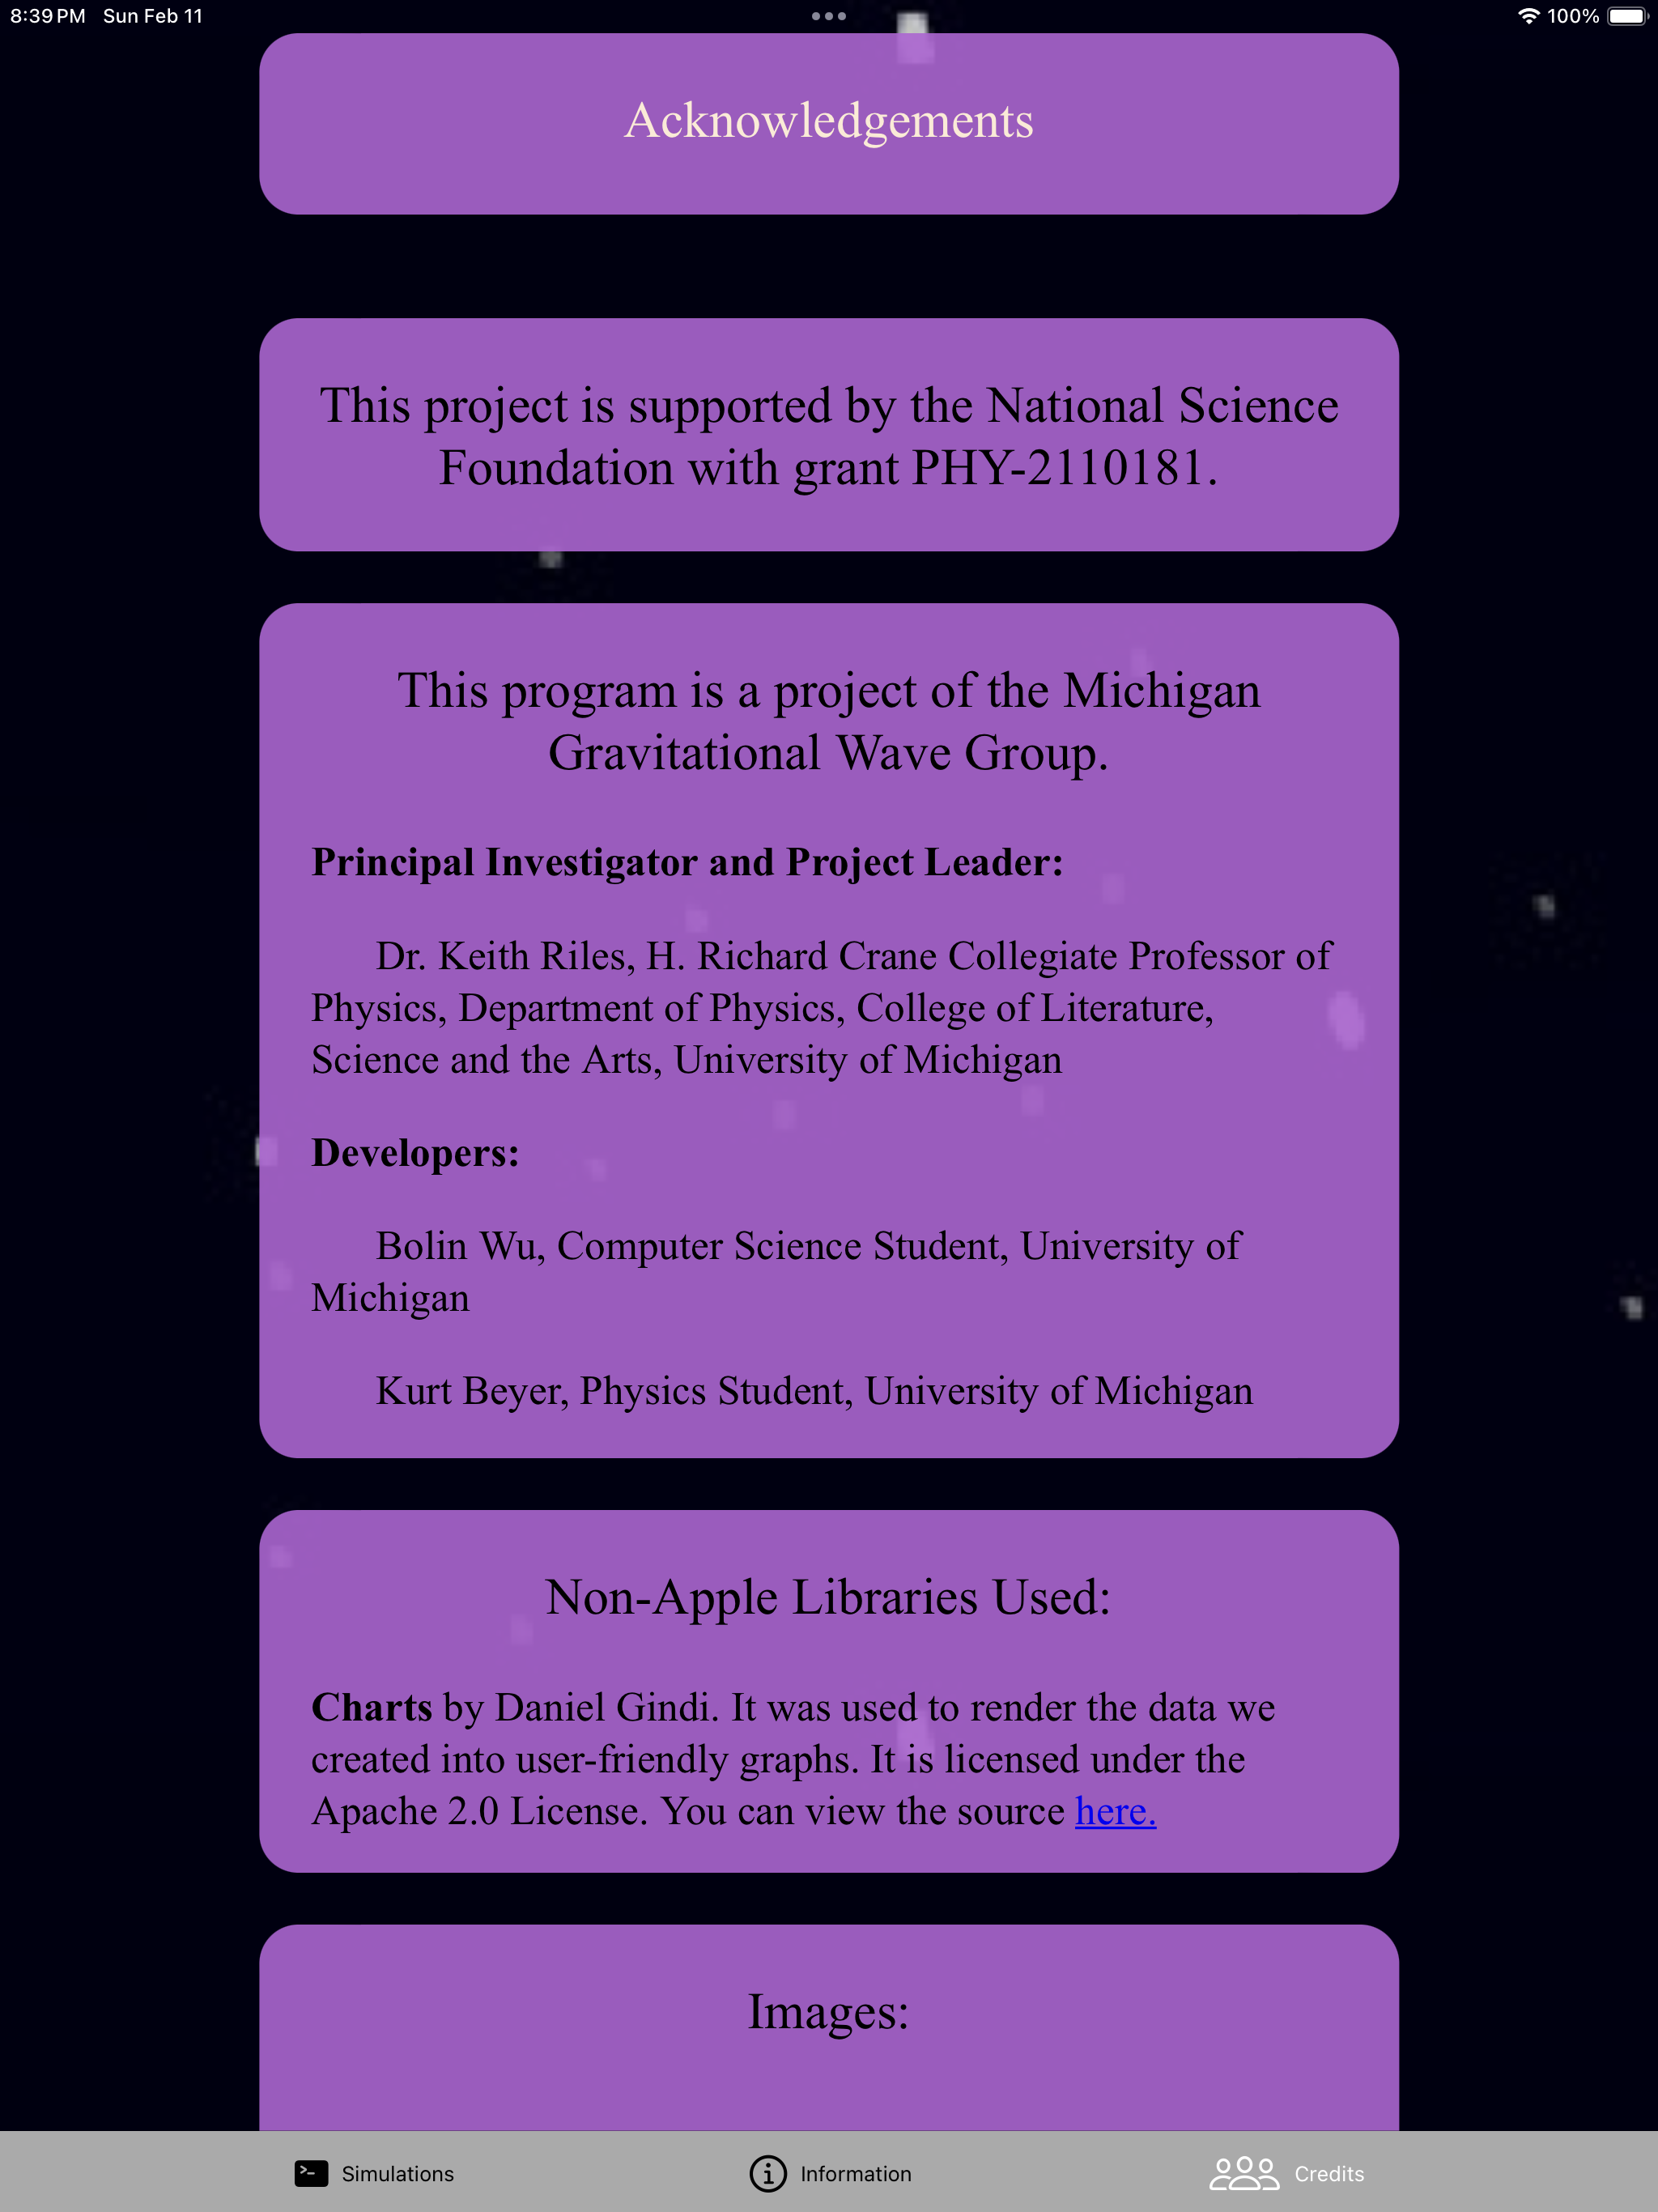 8:39 PM Sun Feb 11
100%
Acknowledgements
This project is supported by the National Science
Foundation with grant PHY-2110181.
This program is a project of the Michigan
Gravitational Wave Group.
Principal Investigator and Project Leader:
Dr. Keith Riles, H. Richard Crane Collegiate Professor of
Physics, Department of Physics, College of Literature,
Science and the Arts, University of Michigan
Developers:
Bolin Wu, Computer Science Student, University of
Michigan
Kurt Beyer, Physics Student, University of Michigan
Non-Apple Libraries Used:
Charts by Daniel Gindi. It was used to render the data we
created into user-friendly graphs. It is licensed under the
Apache 2.0 License. You can view the source here.
Images:
Simulations
Information
Credits